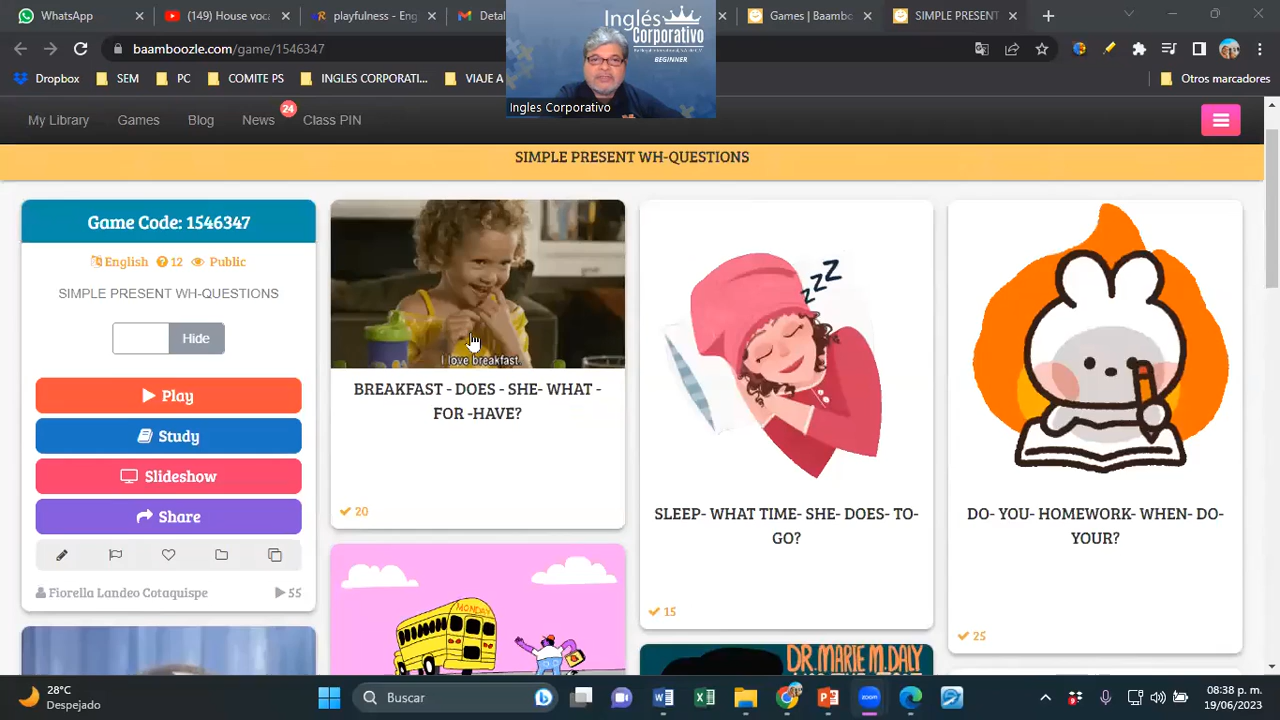 WhatsApp
(149) House voca
playfulness - Eng
Detal
Games | Baamboo
SIMPLE PRESENT
baamboozle.com/game/1546347
Dropbox
SEM
PC
COMITE PS
INGLES CORPORATI...
VIAJE A
Otros marcadores
Inglés
Corporativo
BEGINNER
Ingles Corporativo
My Library
Games
Blog
News
24
Class PIN
SIMPLE PRESENT WH-QUESTIONS
Game Code: 1546347
English 12 Public
SIMPLE PRESENT WH-QUESTIONS
Hide
Play
Study
Slideshow
Share
Fiorella Landeo Cotaquispe
55
I love breakfast.
BREAKFAST - DOES - SHE- WHAT -
FOR -HAVE?
20
MONDAY
zzz
SLEEP- WHAT TIME- SHE- DOES- TO-
GO?
15
DR. MARIE M. DALY
DO- YOU- HOMEWORK- WHEN- DO-
YOUR?
25
28°C
Despejado
Buscar
zoom
08:38 p. m.
19/06/2023